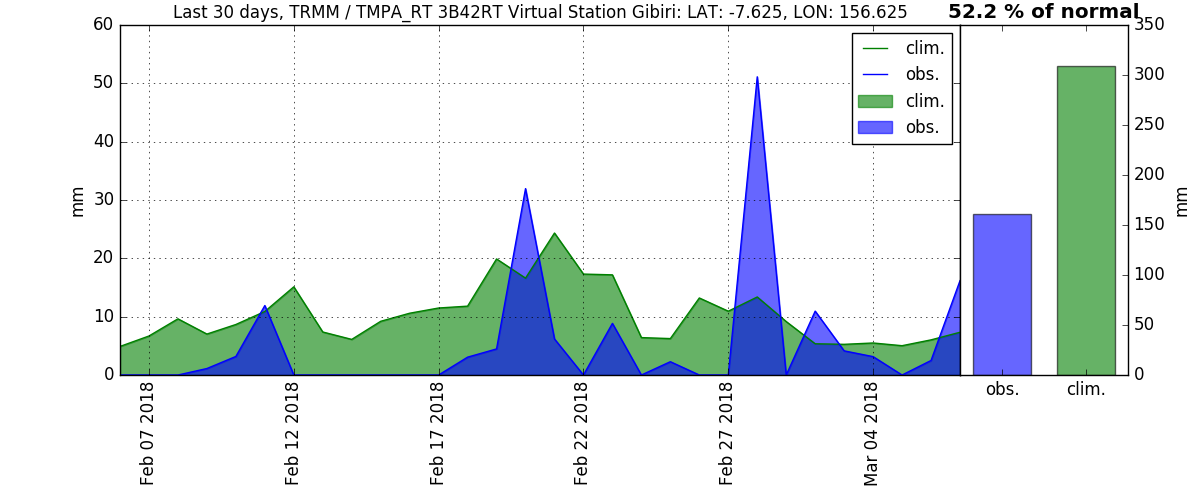 Last 30 days, TRMM / TMPA_RT 3B42RT Virtual Station Gibiri: LAT: -7.625, LON: 156.625
52.2 % of normal
60
50
40
30
20
10
0
mm
clim.
obs.
clim.
obs.
Feb 07 2018
Feb 12 2018
Feb 17 2018
Feb 22 2018
Feb 27 2018
Mar 04 2018
350
300
250
200
150
100
50
0
mm
obs.
clim.